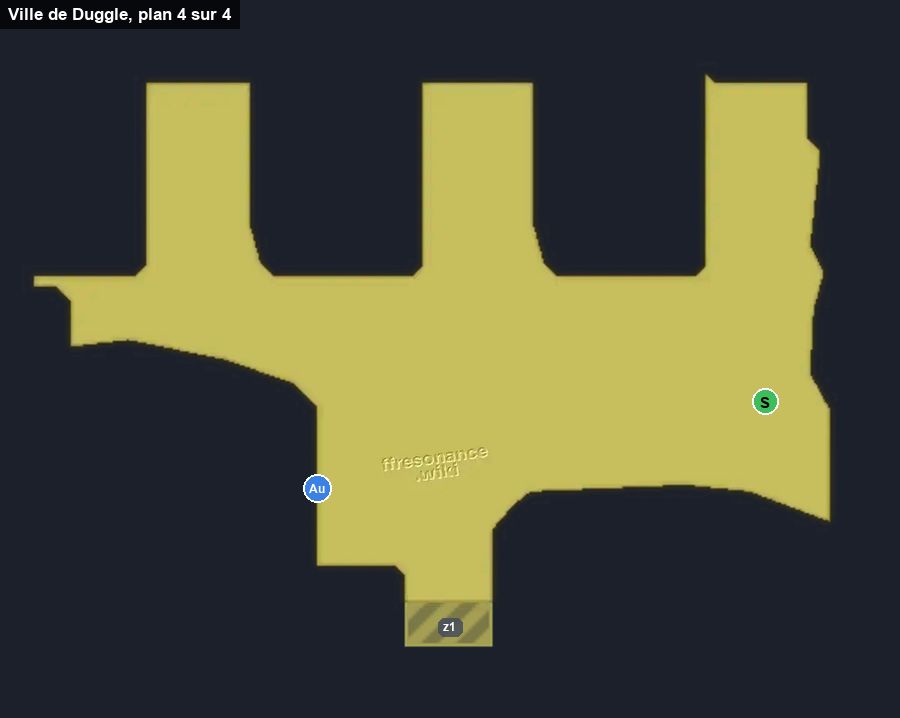 Ville de Duggle, plan 4 sur 4
S
ffresonance
.wiki
Au
z1